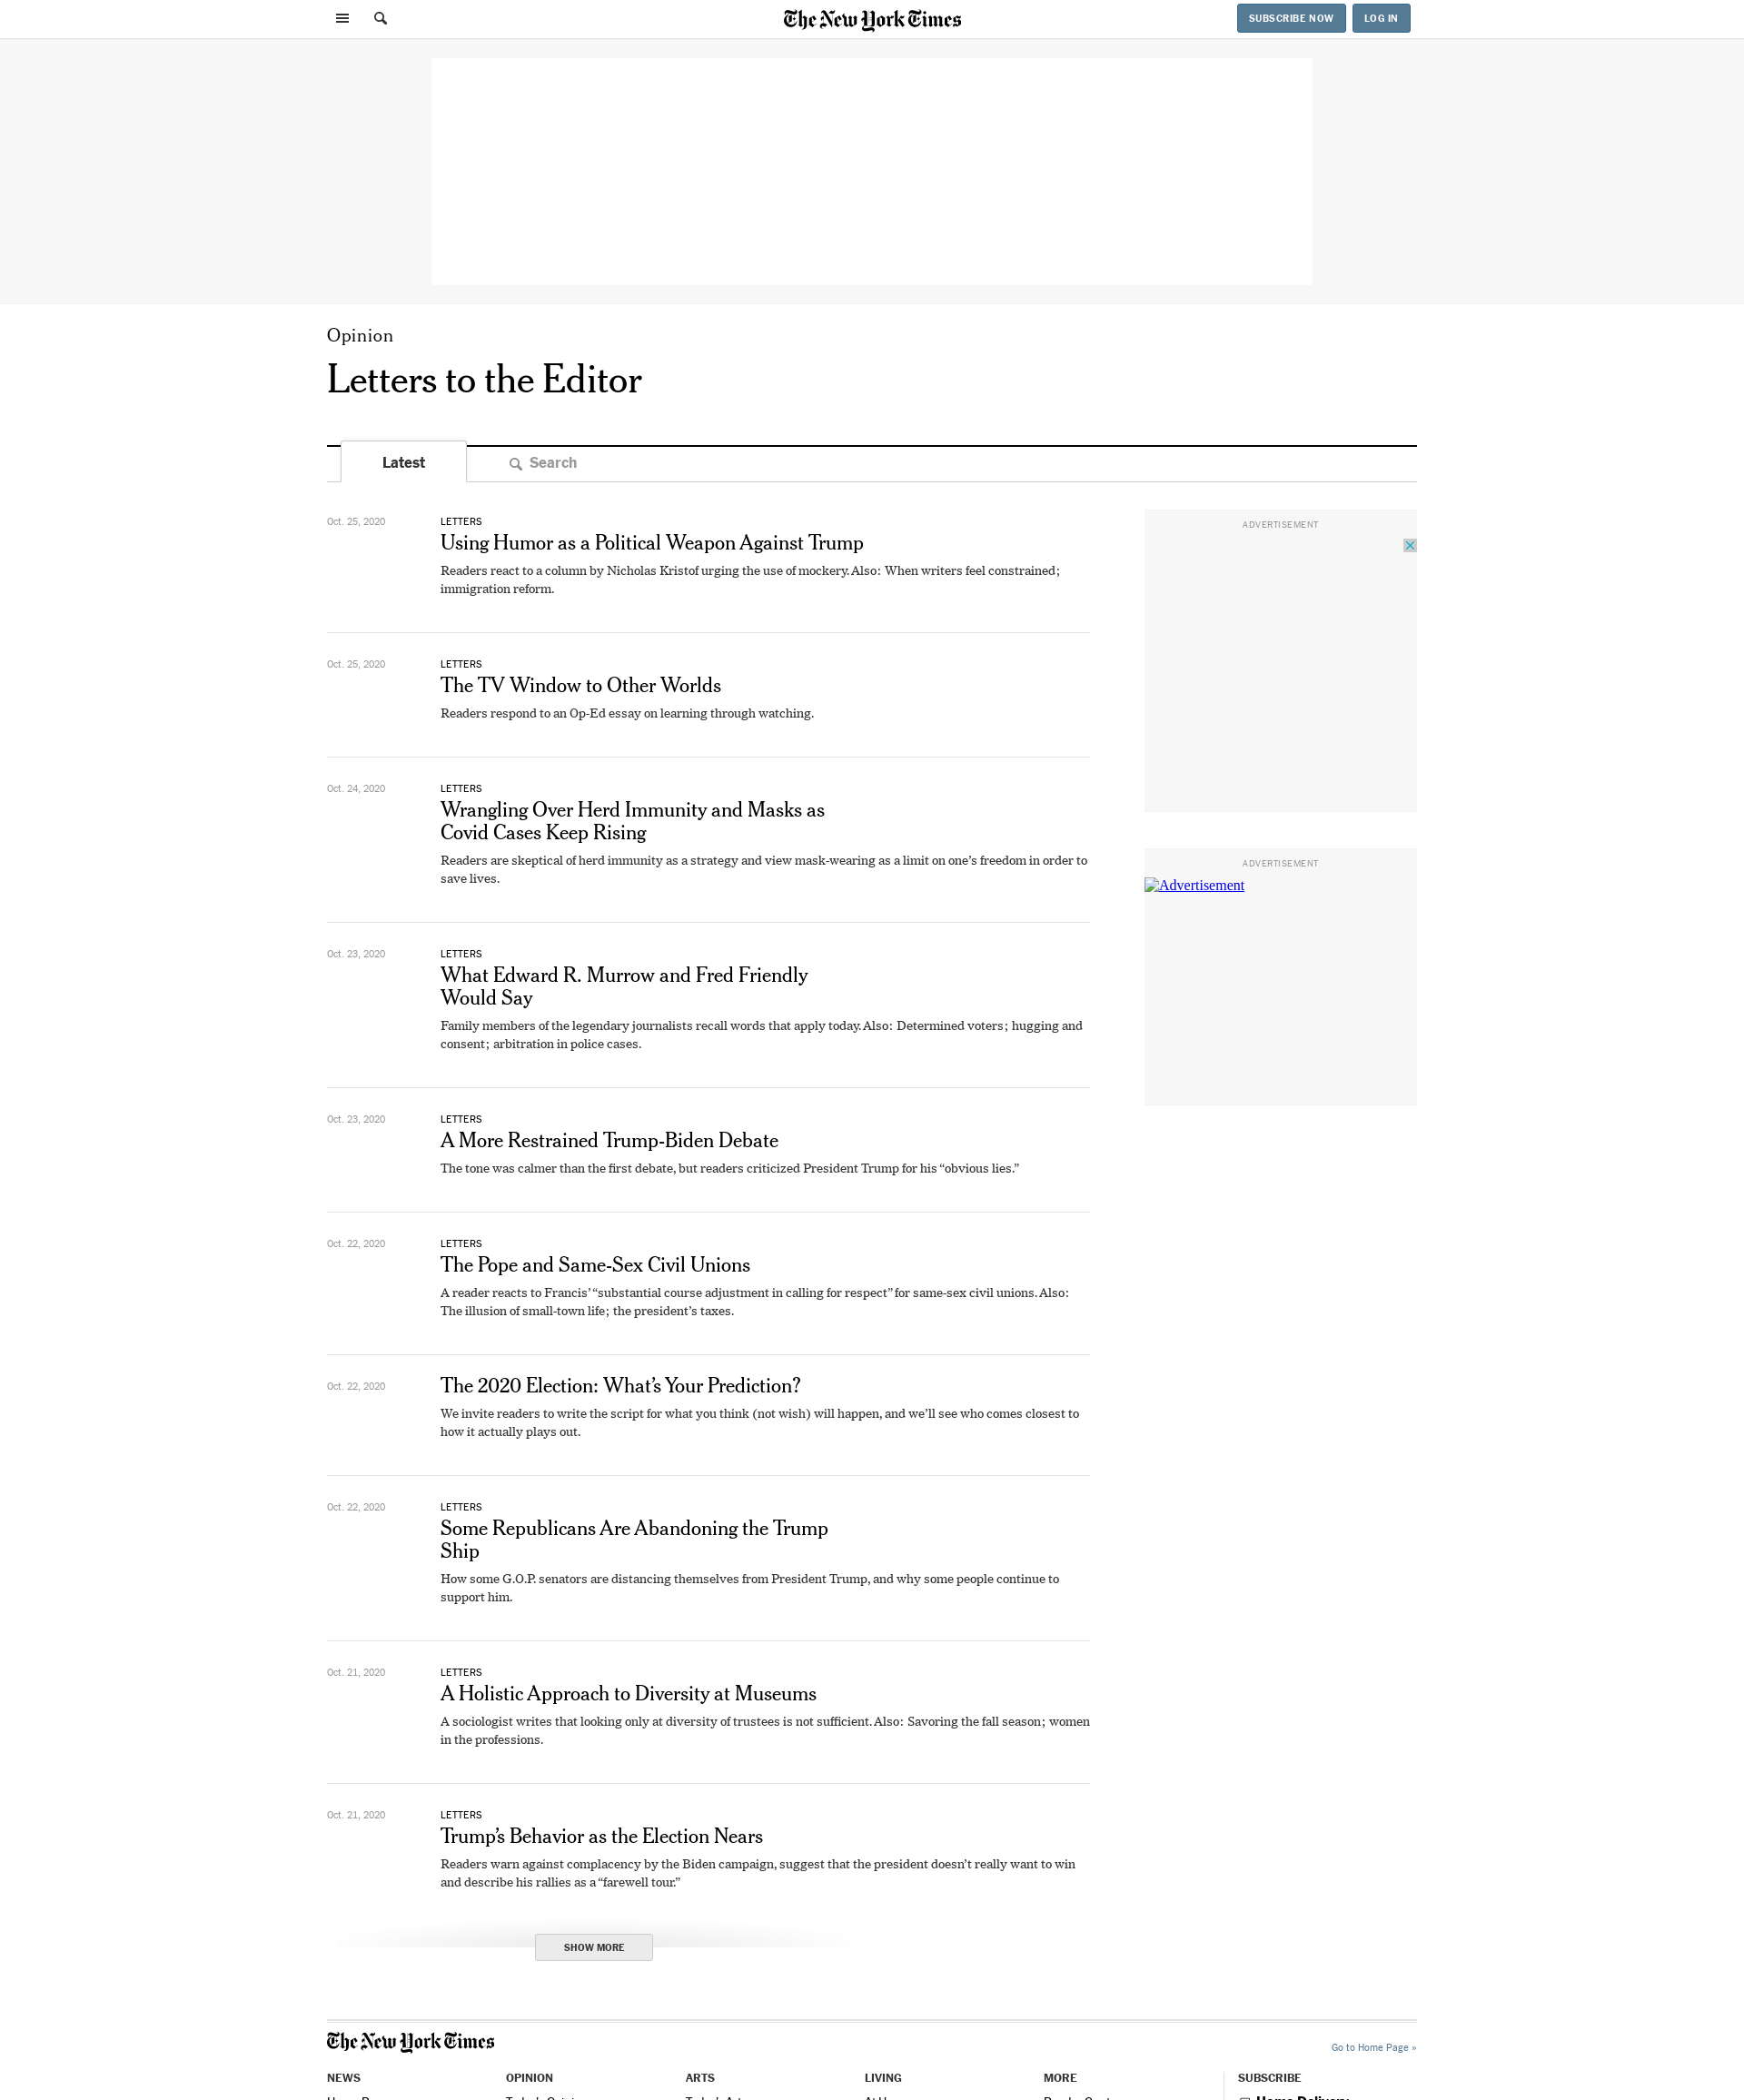 The New York Times
SUBSCRIBE NOW
LOG IN
Opinion
Letters to the Editor
Latest
Search
Oct. 25, 2020
LETTERS
Using Humor as a Political Weapon Against Trump
Readers react to a column by Nicholas Kristof urging the use of mockery. Also: When writers feel constrained;
immigration reform.
Oct. 25, 2020
LETTERS
The TV Window to Other Worlds
Readers respond to an Op-Ed essay on learning through watching.
Oct. 24, 2020
LETTERS
Wrangling Over Herd Immunity and Masks as
Covid Cases Keep Rising
Readers are skeptical of herd immunity as a strategy and view mask-wearing as a limit on one’s freedom in order to
save lives.
Oct. 23, 2020
LETTERS
What Edward R. Murrow and Fred Friendly
Would Say
Family members of the legendary journalists recall words that apply today. Also: Determined voters; hugging and
consent; arbitration in police cases.
Oct. 23, 2020
LETTERS
A More Restrained Trump-Biden Debate
The tone was calmer than the first debate, but readers criticized President Trump for his “obvious lies.”
Oct. 22, 2020
LETTERS
The Pope and Same-Sex Civil Unions
A reader reacts to Francis’ “substantial course adjustment in calling for respect” for same-sex civil unions. Also:
The illusion of small-town life; the president’s taxes.
Oct. 22, 2020
The 2020 Election: What’s Your Prediction?
We invite readers to write the script for what you think (not wish) will happen, and we’ll see who comes closest to
how it actually plays out.
Oct. 22, 2020
LETTERS
Some Republicans Are Abandoning the Trump
Ship
How some G.O.P. senators are distancing themselves from President Trump, and why some people continue to
support him.
Oct. 21, 2020
LETTERS
A Holistic Approach to Diversity at Museums
A sociologist writes that looking only at diversity of trustees is not sufficient. Also: Savoring the fall season; women
in the professions.
Oct. 21, 2020
LETTERS
Trump’s Behavior as the Election Nears
Readers warn against complacency by the Biden campaign, suggest that the president doesn’t really want to win
and describe his rallies as a “farewell tour.”
SHOW MORE
ADVERTISEMENT
ADVERTISEMENT
Advertisement
The New York Times
Go to Home Page »
NEWS
OPINION
ARTS
LIVING
MORE
SUBSCRIBE
Home Delivery